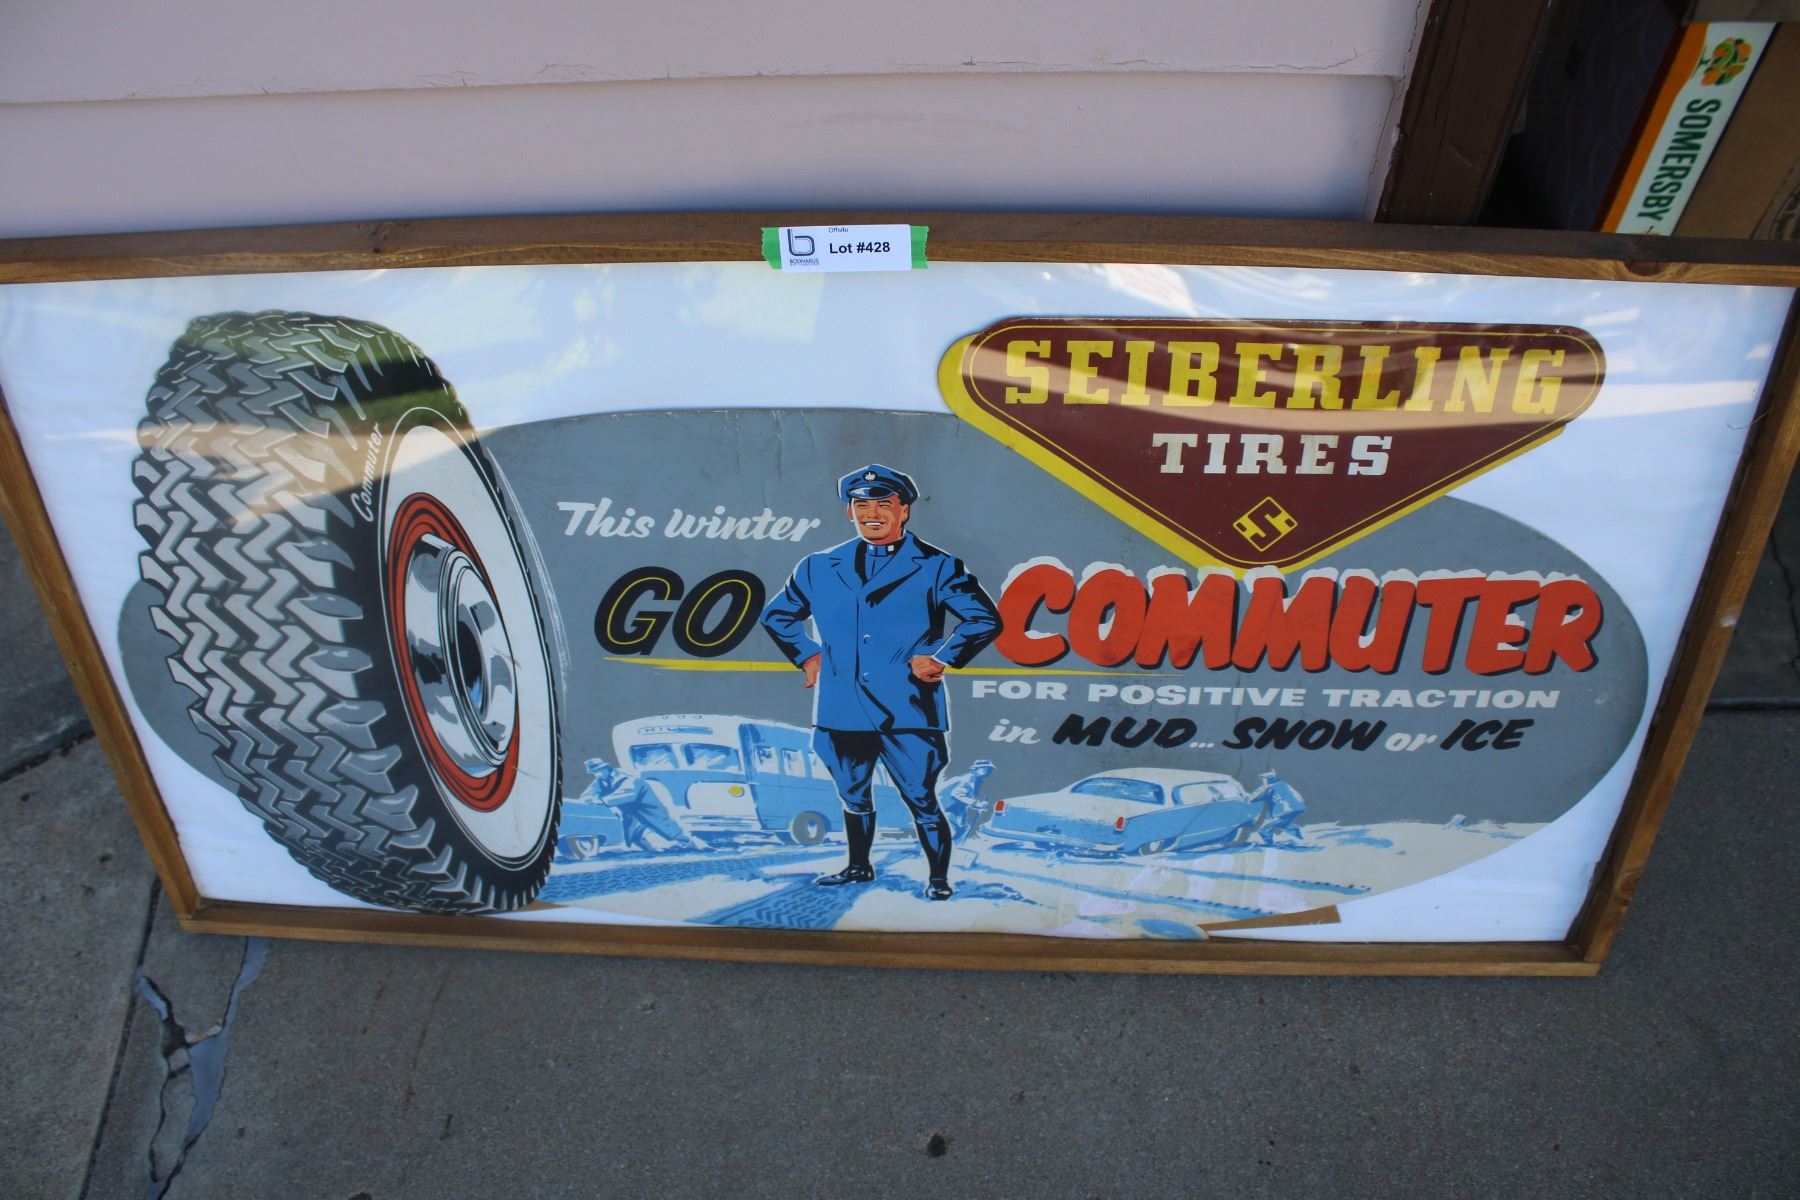 Offsite
Lot #428
BODNARUS
SOMERSBY
SEIBERLING
TIRES
S
Commuter
This winter
GO COMMUTER
FOR POSITIVE TRACTION
in MUD... SNOW or ICE